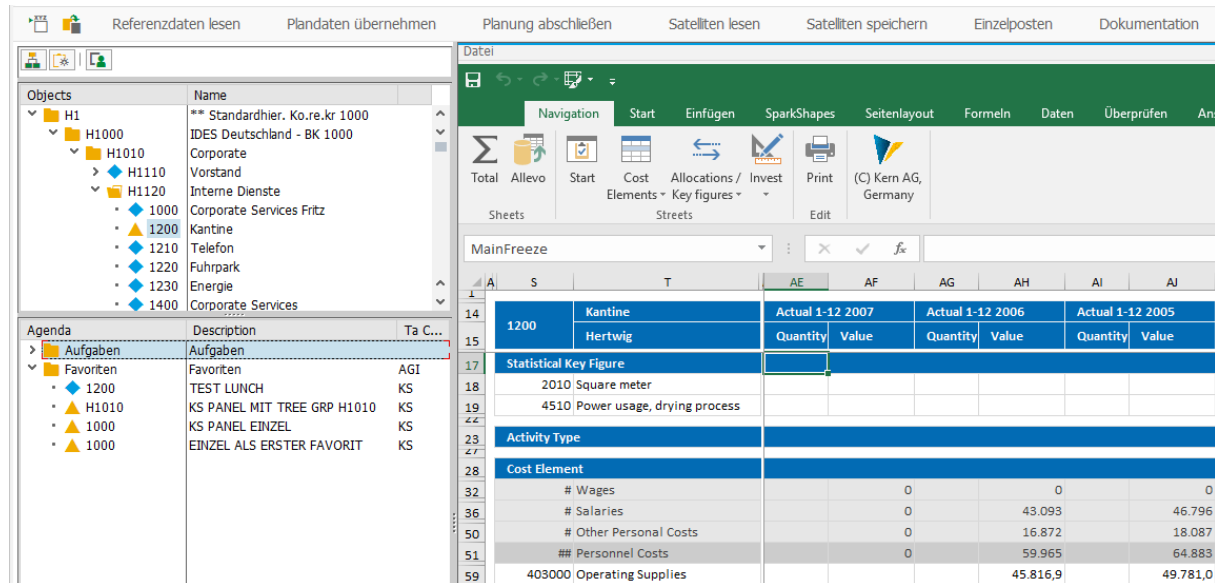 XYZ Referenzdaten lesen Plandaten übernehmen Planung abschließen Satelliten lesen Satelliten speichern Einzelposten Dokumentation
Objects Name
H1 ** Standardhier. Ko.re.kr 1000
H1000 IDES Deutschland - BK 1000
H1010 Corporate
H1110 Vorstand
H1120 Interne Dienste
1000 Corporate Services Fritz
1200 Kantine
1210 Telefon
1220 Fuhrpark
1230 Energie
1400 Corporate Services
Agenda Description Ta C...
Aufgaben Aufgaben
Favoriten Favoriten AGI
1200 TEST LUNCH KS
H1010 KS PANEL MIT TREE GRP H1010 KS
1000 KS PANEL EINZEL KS
1000 EINZEL ALS ERSTER FAVORIT KS
Datei
Navigation Start Einfügen SparkShapes Seitenlayout Formeln Daten Überprüfen An
Total Allevo Start Cost Elements Allocations / Key figures Invest Print (C) Kern AG, Germany
Sheets Streets Edit
MainFreeze fx
A S T AE AF AG AH AI AJ
1
14 1200 Kantine Actual 1-12 2007 Actual 1-12 2006 Actual 1-12 2005
15 Hertwig Quantity Value Quantity Value Quantity Value
17 Statistical Key Figure
18 2010 Square meter
19 4510 Power usage, drying process
22
23 Activity Type
27
28 Cost Element
32 # Wages 0 0 0
36 # Salaries 0 43.093 46.796
50 # Other Personal Costs 0 16.872 18.087
51 ## Personnel Costs 0 59.965 64.883
59 403000 Operating Supplies 45.816,9 49.781,0